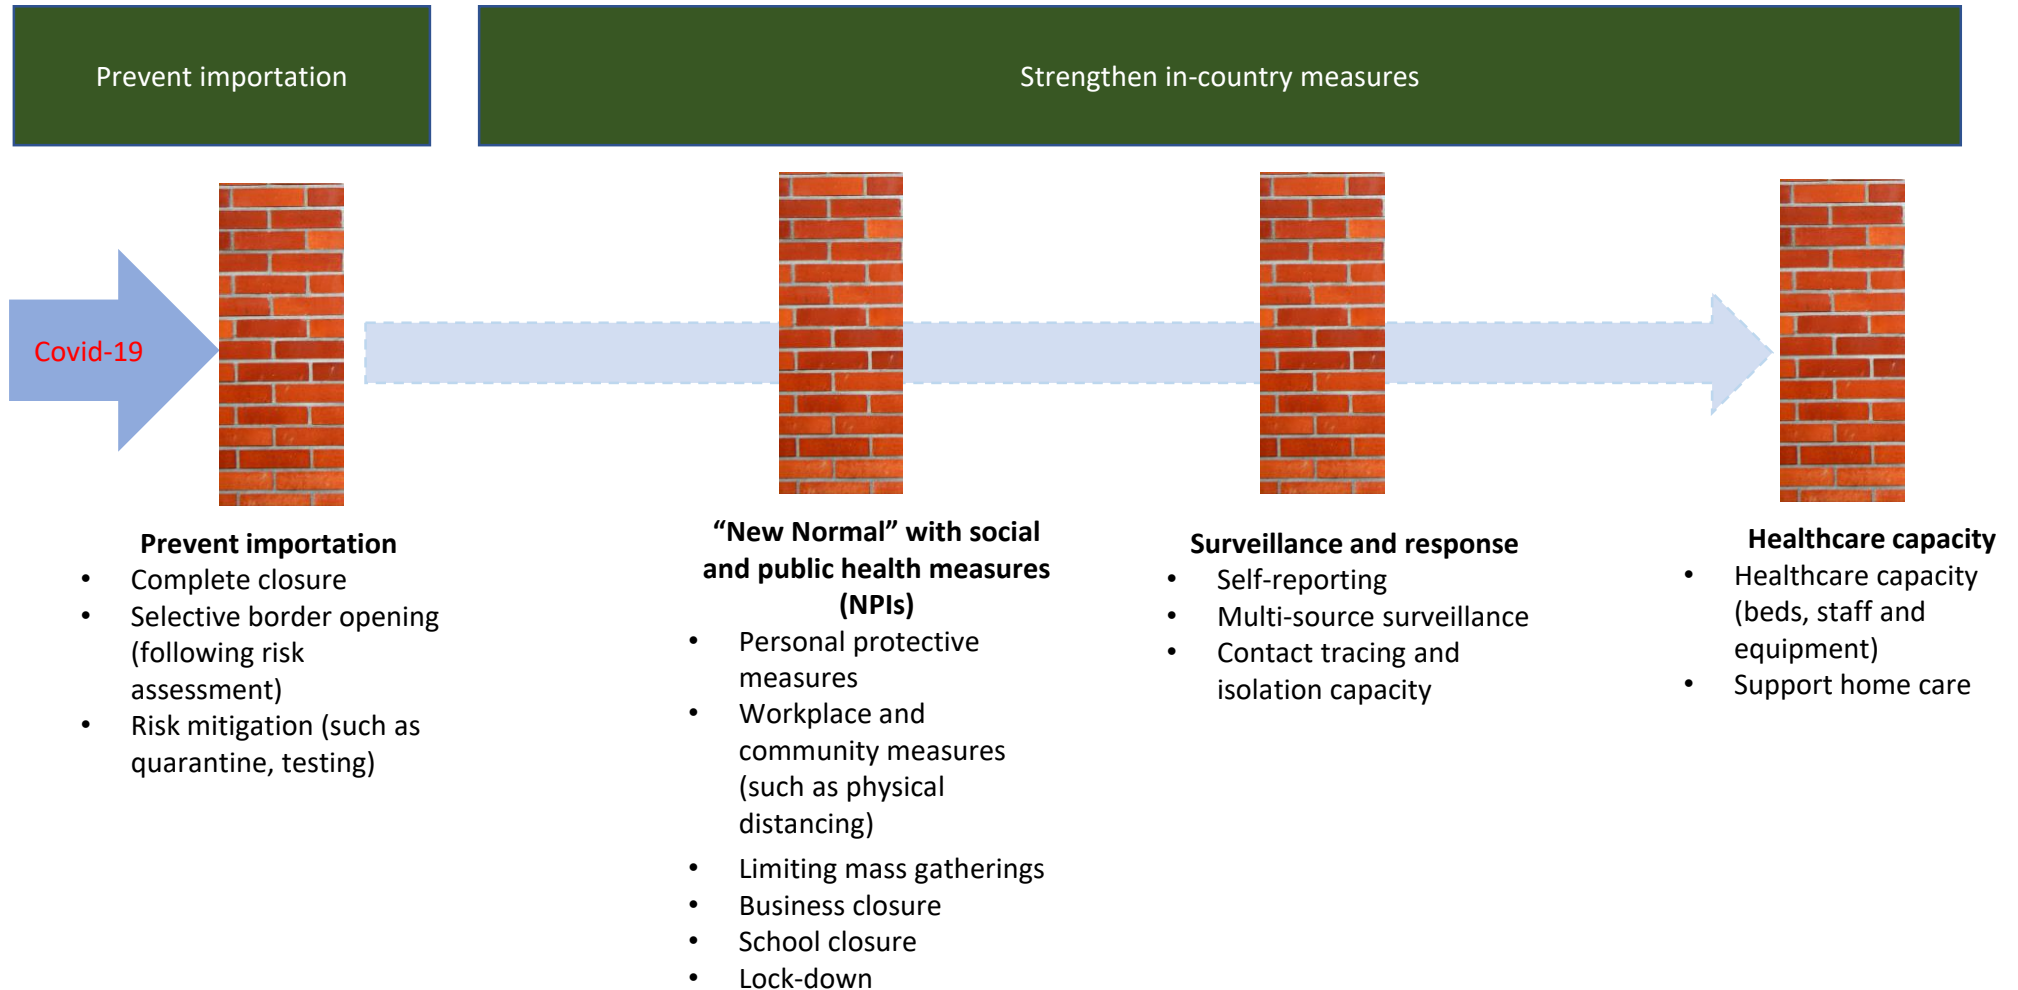 Prevent importation
Strengthen in-country measures
Covid-19
Prevent importation
• Complete closure
• Selective border opening
(following risk
assessment)
• Risk mitigation (such as
quarantine, testing)
“New Normal” with social
and public health measures
(NPIs)
• Personal protective
measures
• Workplace and
community measures
(such as physical
distancing)
• Limiting mass gatherings
• Business closure
• School closure
• Lock-down
Surveillance and response
• Self-reporting
• Multi-source surveillance
• Contact tracing and
isolation capacity
Healthcare capacity
• Healthcare capacity
(beds, staff and
equipment)
• Support home care